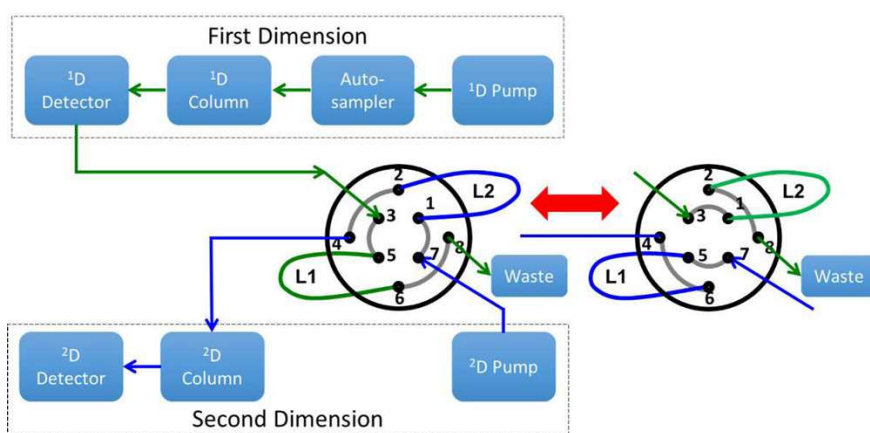 First Dimension
¹D
Detector
¹D
Column
Auto-
sampler
¹D Pump
2
L2
1
3
4
5
7
8
L1
6
Waste
2
L2
1
3
4
5
7
8
L1
6
Waste
²D
Detector
²D
Column
²D Pump
Second Dimension